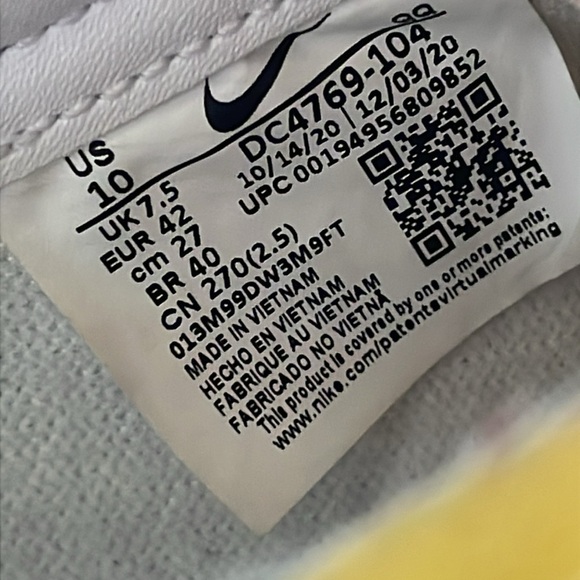 US
10
UK 7.5
EUR 42
cm 27
BR 40
CN 270(2.5)
DC4769-104
10/14/20 | 12/03/20
UPC 00194956809852
013M99DW3M9FT
MADE IN VIETNAM
HECHO EN VIETNAM
FABRIQUE AU VIETNAM
FABRICADO NO VIETNÃ
This product is covered by one or more patents:
www.nike.com/patentsvirtualmarking